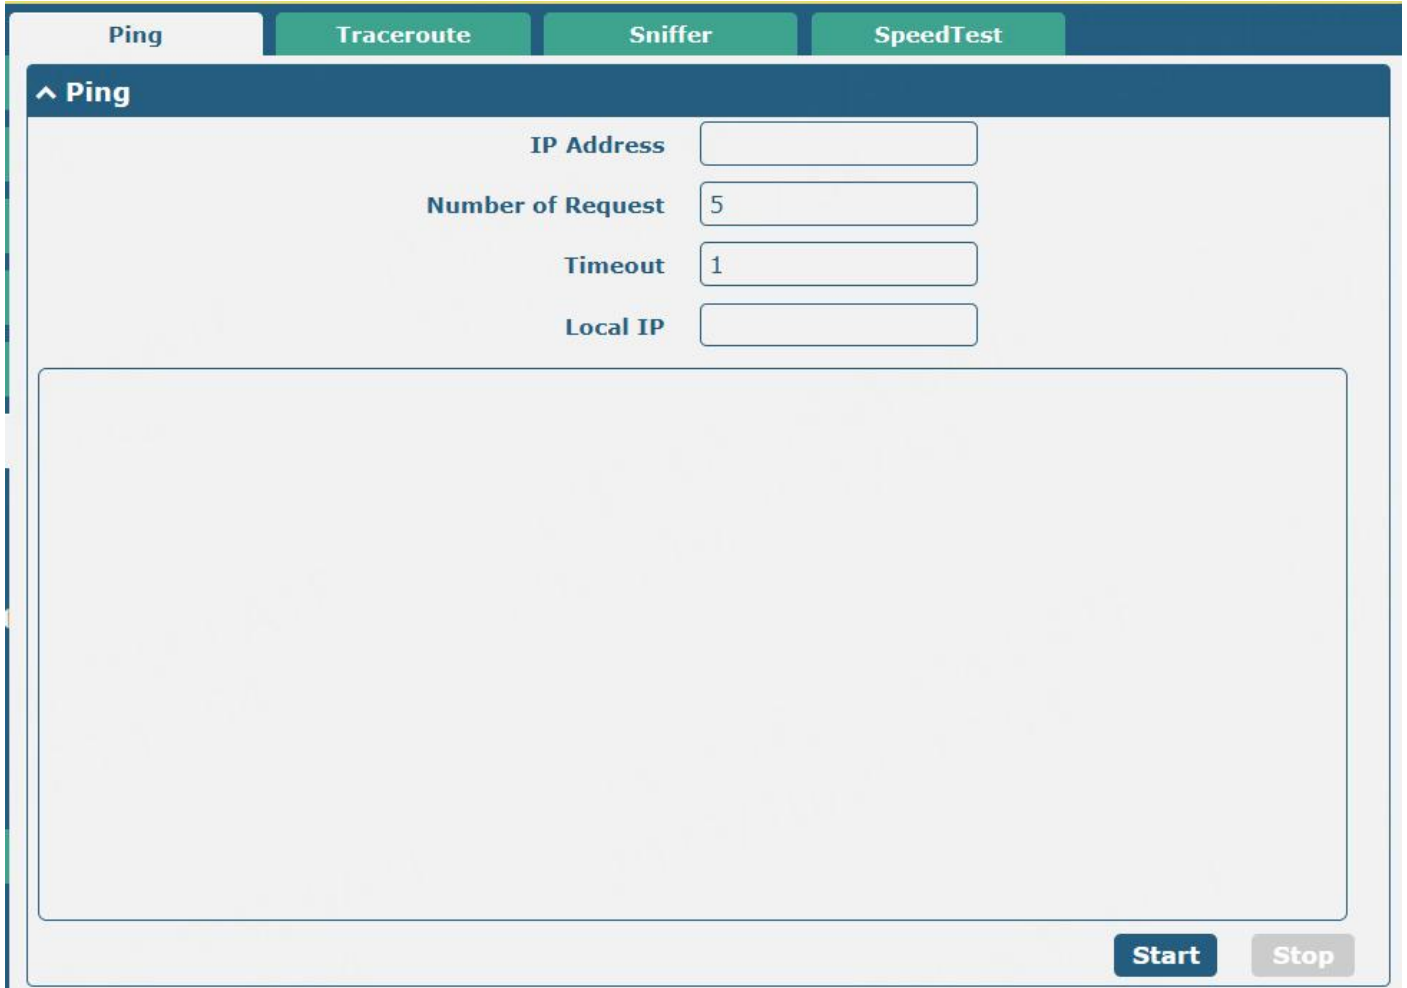 Ping Traceroute Sniffer SpeedTest
Ping
IP Address
Number of Request 5
Timeout 1
Local IP
Start Stop